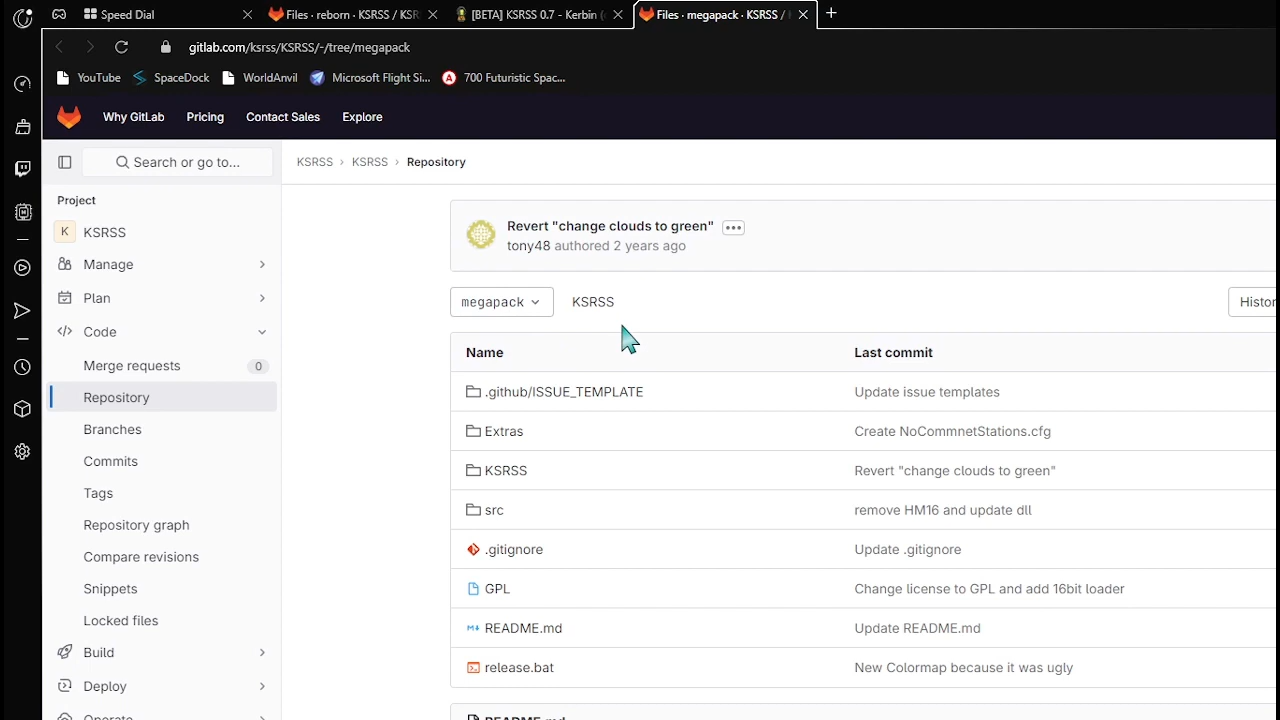 Speed Dial
Files · reborn · KSRSS / KSR
[BETA] KSRSS 0.7 - Kerbin (
Files · megapack · KSRSS /
gitlab.com/ksrss/KSRSS/-/tree/megapack
YouTube SpaceDock WorldAnvil Microsoft Flight Si... 700 Futuristic Spac...
Why GitLab Pricing Contact Sales Explore
Search or go to...
KSRSS › KSRSS › Repository
Project
K KSRSS
Manage
Plan
Code
Merge requests 0
Repository
Branches
Commits
Tags
Repository graph
Compare revisions
Snippets
Locked files
Build
Deploy
Operate
Revert "change clouds to green"
tony48 authored 2 years ago
megapack KSRSS Histor
Name Last commit
.github/ISSUE_TEMPLATE Update issue templates
Extras Create NoCommnetStations.cfg
KSRSS Revert "change clouds to green"
src remove HM16 and update dll
.gitignore Update .gitignore
GPL Change license to GPL and add 16bit loader
README.md Update README.md
release.bat New Colormap because it was ugly
README.md